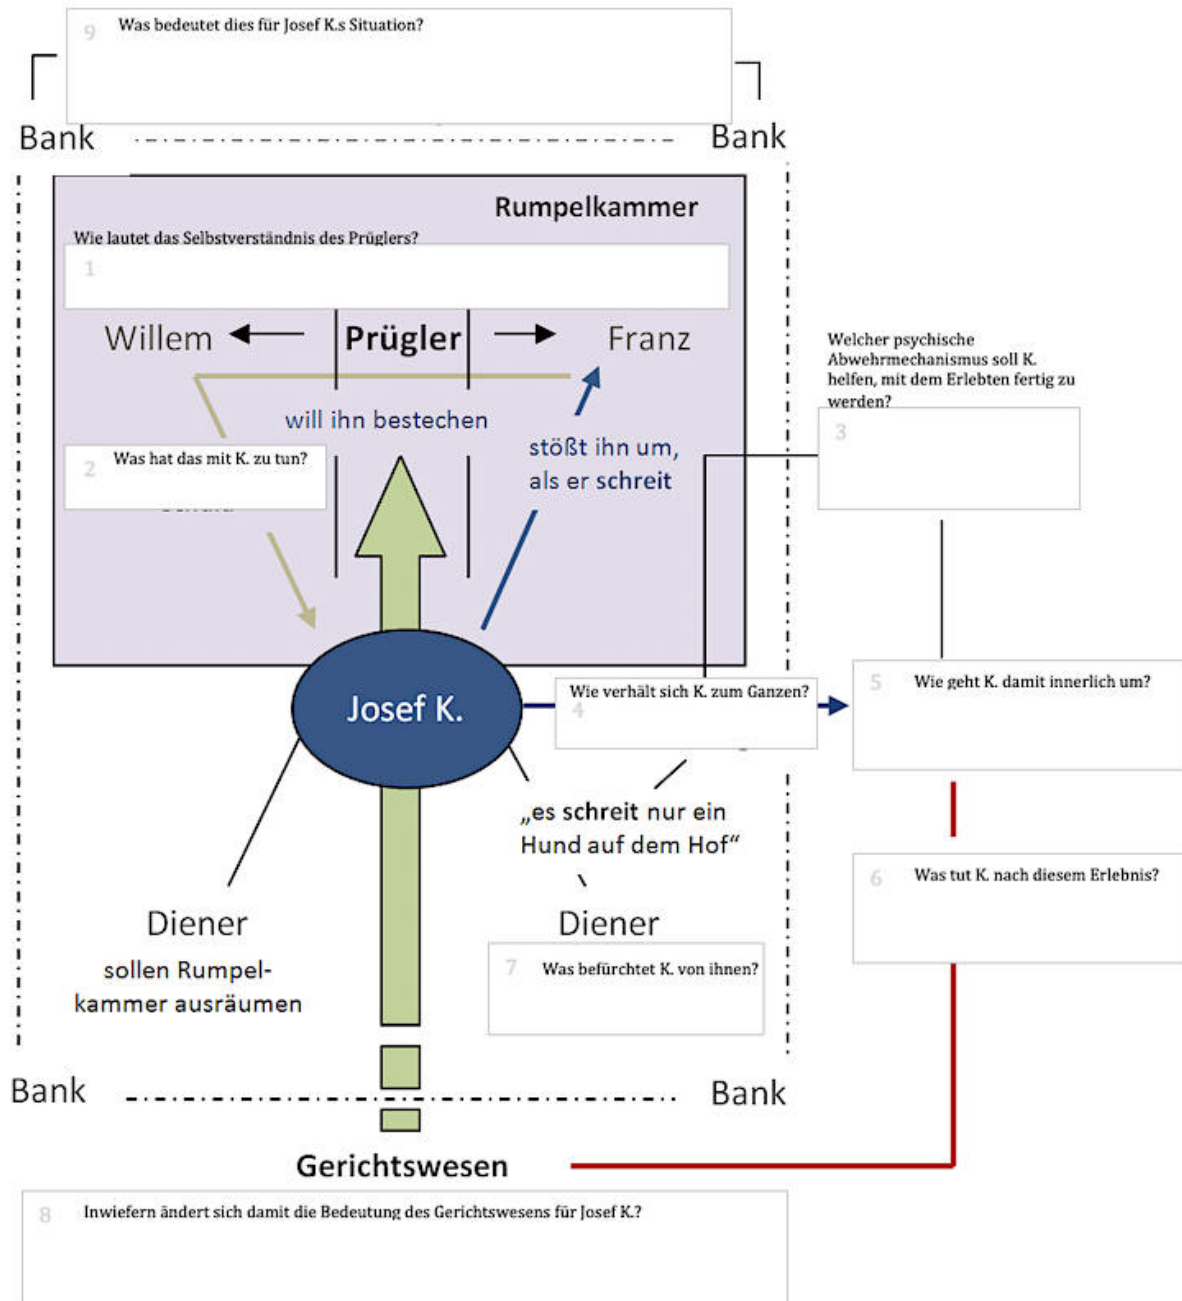 9 Was bedeutet dies für Josef K.s Situation?
Bank
Bank
Rumpelkammer
Wie lautet das Selbstverständnis des Prüglers?
1
Willem
Prügler
Franz
will ihn bestechen
stößt ihn um,
als er schreit
2 Was hat das mit K. zu tun?
Welcher psychische
Abwehrmechanismus soll K.
helfen, mit dem Erlebten fertig zu
werden?
3
Josef K.
Wie verhält sich K. zum Ganzen?
4
5 Wie geht K. damit innerlich um?
„es schreit nur ein
Hund auf dem Hof“
6 Was tut K. nach diesem Erlebnis?
Diener
sollen Rumpel-
kammer ausräumen
Diener
7 Was befürchtet K. von ihnen?
Bank
Bank
Gerichtswesen
8 Inwiefern ändert sich damit die Bedeutung des Gerichtswesens für Josef K.?